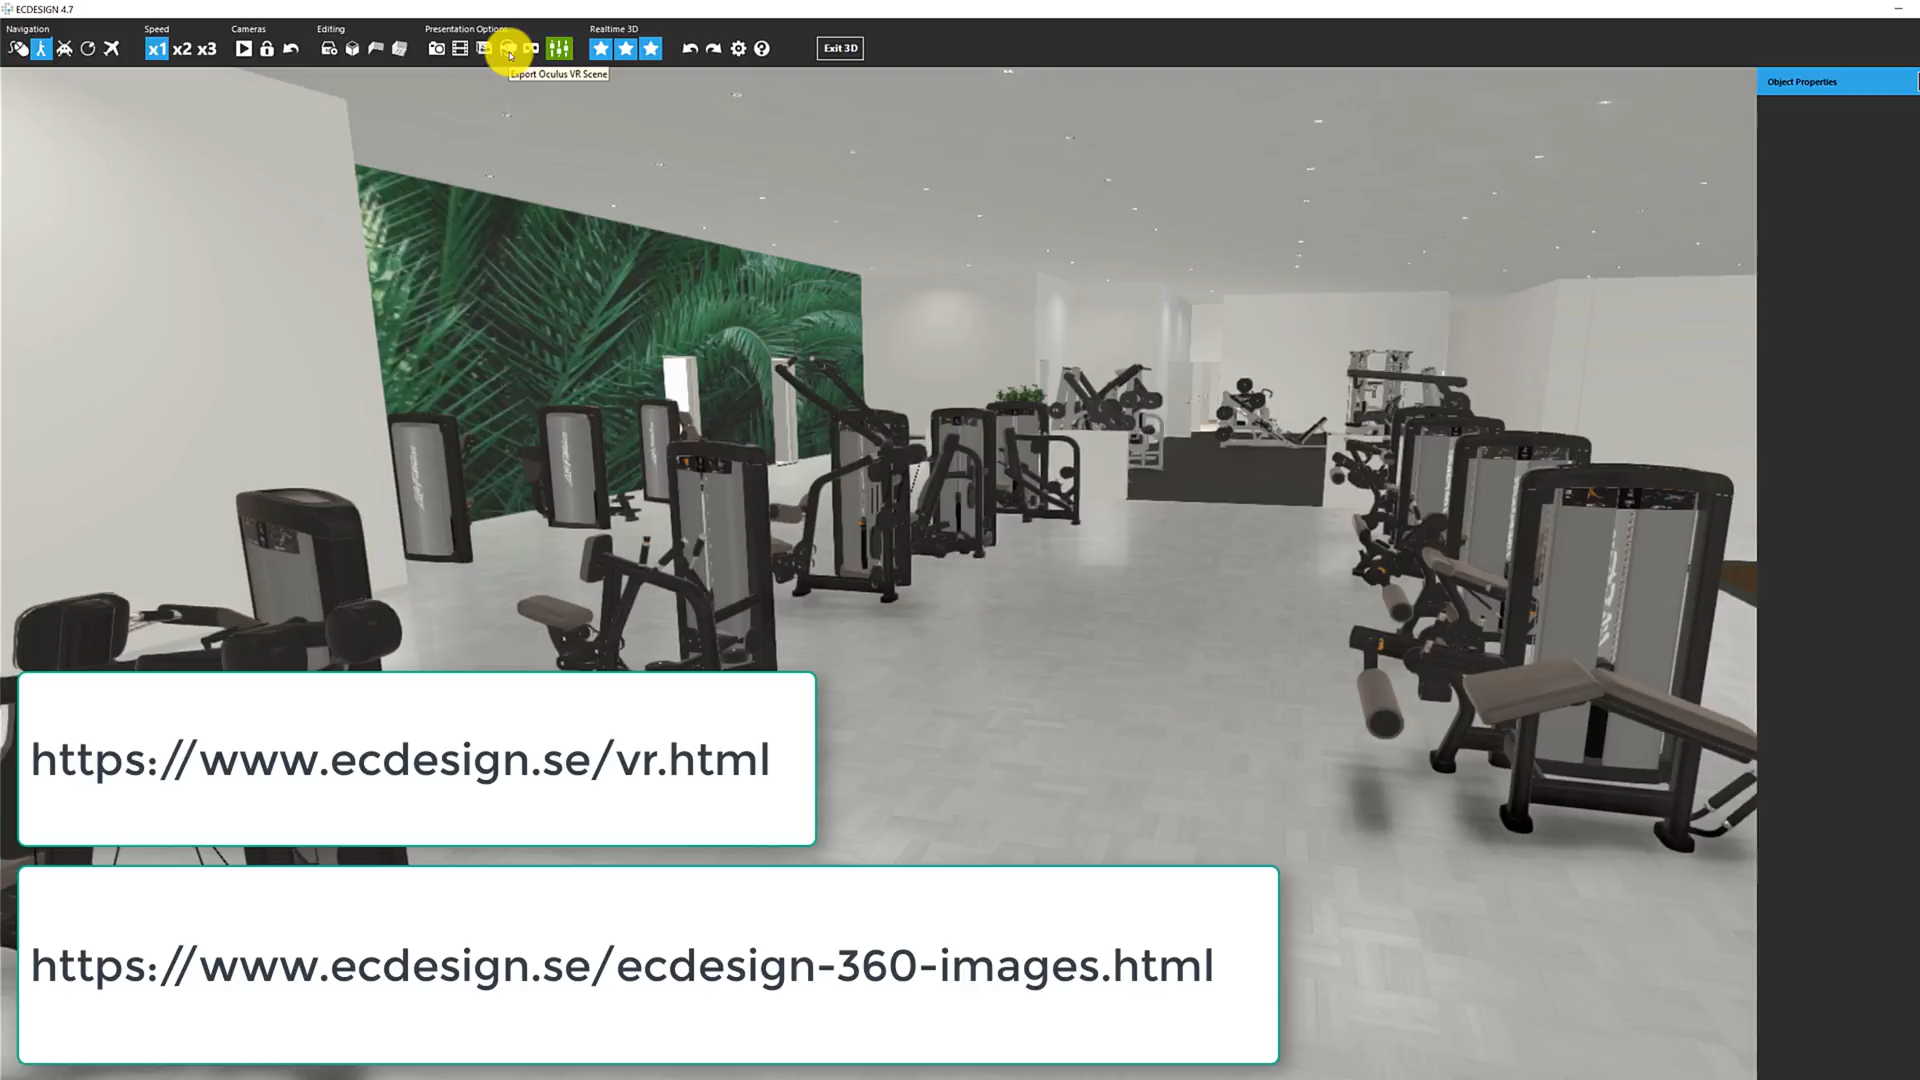 ECDESIGN 4.7
Navigation Speed Cameras Editing Presentation Options Realtime 3D
x1 x2 x3 Exit 3D
Export Oculus VR Scene
Object Properties
https://www.ecdesign.se/vr.html
https://www.ecdesign.se/ecdesign-360-images.html